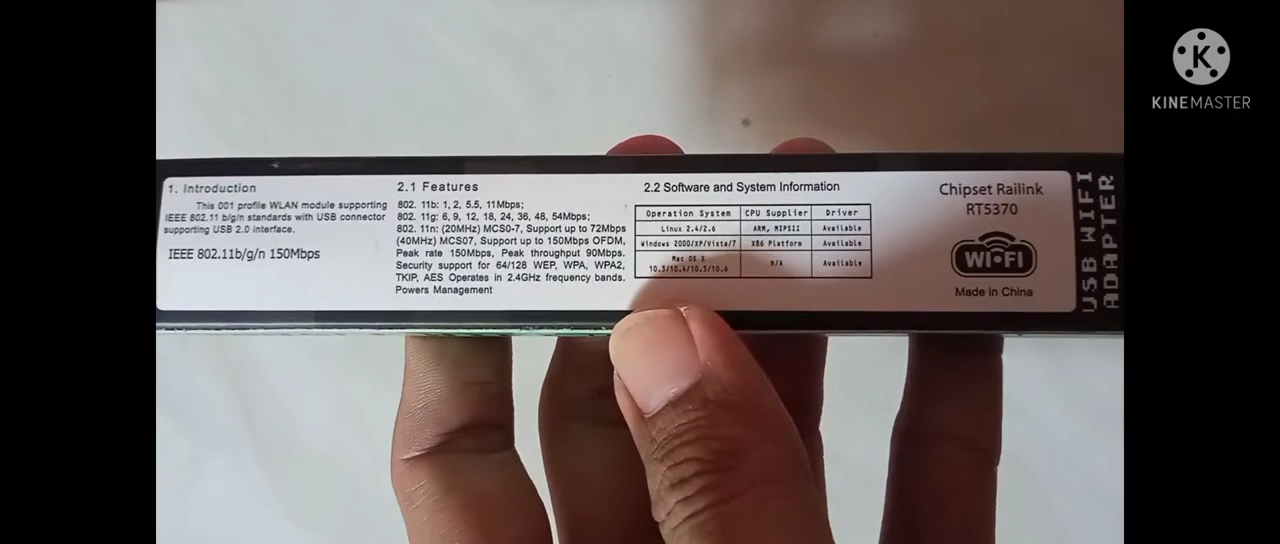 1. Introduction
This 001 profile WLAN module supporting
IEEE 802.11 b/g/n standards with USB connector
supporting USB 2.0 interface.
IEEE 802.11b/g/n 150Mbps
2.1 Features
802. 11b: 1, 2, 5.5, 11Mbps;
802. 11g: 6, 9, 12, 18, 24, 36, 48, 54Mbps;
802. 11n: (20MHz) MCS0-7, Support up to 72Mbps
(40MHz) MCS07, Support up to 150Mbps OFDM,
Peak rate 150Mbps, Peak throughput 90Mbps.
Security support for 64/128 WEP, WPA, WPA2,
TKIP, AES Operates in 2.4GHz frequency bands.
Powers Management
2.2 Software and System Information
Operation System CPU Supplier Driver
Linux 2.4/2.6 ARM, MIPSII Available
Windows 2000/XP/Vista/7 X86 Platform Available
Mac OS X
10.3/10.4/10.5/10.6 N/A Available
Chipset Railink
RT5370
WI-FI
Made in China
USB WIFI
ADAPTER
K
KINEMASTER